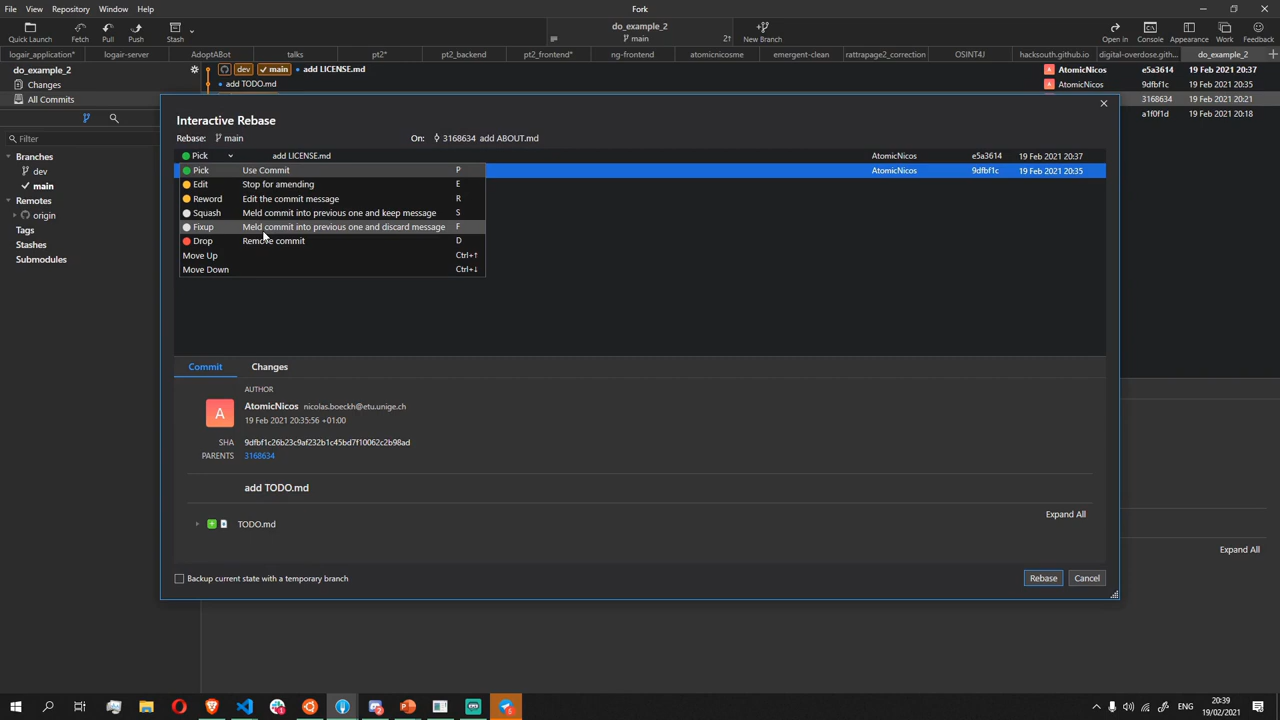 File View Repository Window Help
Fork
Quick Launch Fetch Pull Push Stash
do_example_2
main
2↑
New Branch
Open in Console Appearance Work Feedback
logair_application* logair-server AdoptABot talks pt2* pt2_backend pt2_frontend* ng-frontend atomicnicosme emergent-clean rattrapage2_correction OSINT4J hacksouth.github.io digital-overdose.gith... do_example_2
do_example_2
Changes
All Commits
Filter
Branches
dev
main
Remotes
origin
Tags
Stashes
Submodules
dev main add LICENSE.md AtomicNicos e5a3614 19 Feb 2021 20:37
add TODO.md AtomicNicos 9dfbf1c 19 Feb 2021 20:35
3168634 19 Feb 2021 20:21
a1f0f1d 19 Feb 2021 20:18
Interactive Rebase
Rebase: main On: 3168634 add ABOUT.md
Pick add LICENSE.md AtomicNicos e5a3614 19 Feb 2021 20:37
AtomicNicos 9dfbf1c 19 Feb 2021 20:35
Pick Use Commit P
Edit Stop for amending E
Reword Edit the commit message R
Squash Meld commit into previous one and keep message S
Fixup Meld commit into previous one and discard message F
Drop Remove commit D
Move Up Ctrl+↑
Move Down Ctrl+↓
Commit Changes
AUTHOR
A
AtomicNicos nicolas.boeckh@etu.unige.ch
19 Feb 2021 20:35:56 +01:00
SHA 9dfbf1c26b23c9af232b1c45bd7f10062c2b98ad
PARENTS 3168634
add TODO.md
Expand All
TODO.md
Expand All
Backup current state with a temporary branch
Rebase Cancel
ENG
20:39
19/02/2021